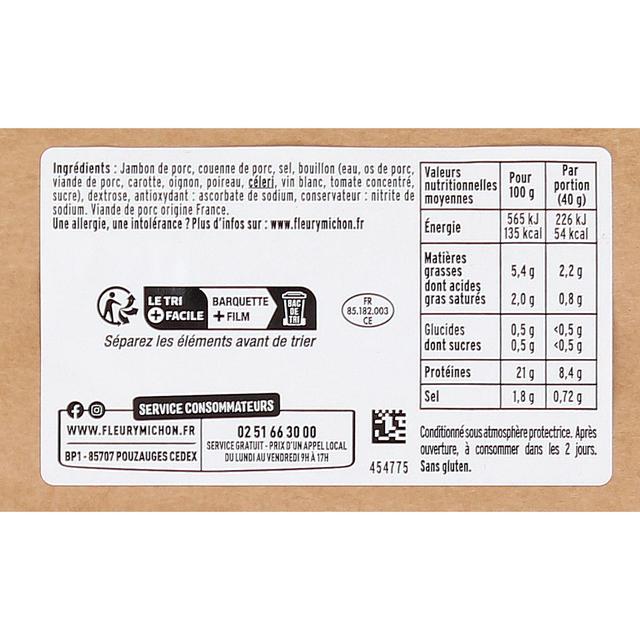 Ingrédients : Jambon de porc, couenne de porc, sel, bouillon (eau, os de porc,
viande de porc, carotte, oignon, poireau, céleri, vin blanc, tomate concentré,
sucre), dextrose, antioxydant : ascorbate de sodium, conservateur : nitrite de
sodium. Viande de porc origine France.
Une allergie, une intolérance ? Plus d'infos sur : www.fleurymichon.fr
LE TRI
+ FACILE
BARQUETTE
+ FILM
BAC
DE
TRI
Séparez les éléments avant de trier
FR
85.182.003
CE
SERVICE CONSOMMATEURS
WWW.FLEURYMICHON.FR
BP1 - 85707 POUZAUGES CEDEX
02 51 66 30 00
SERVICE GRATUIT - PRIX D'UN APPEL LOCAL
DU LUNDI AU VENDREDI 9H À 17H
454775
Valeurs
nutritionnelles
moyennes
Pour
100 g
Par
portion
(40 g)
Énergie
565 kJ
135 kcal
226 kJ
54 kcal
Matières
grasses
dont acides
gras saturés
5,4 g
2,0 g
2,2 g
0,8 g
Glucides
dont sucres
0,5 g
0,5 g
<0,5 g
<0,5 g
Protéines
21 g
8,4 g
Sel
1,8 g
0,72 g
Conditionné sous atmosphère protectrice. Après
ouverture, à consommer dans les 2 jours.
Sans gluten.